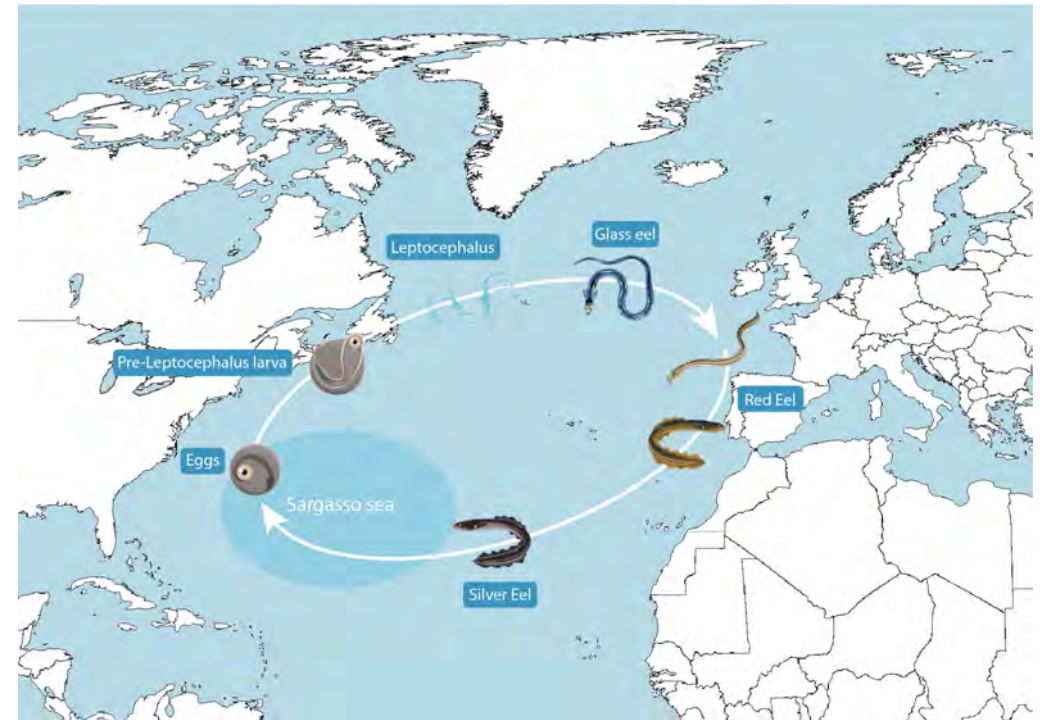 Leptocephalus
Glass eel
Pre-Leptocephalus larva
Red Eel
Eggs
Sargasso sea
Silver Eel